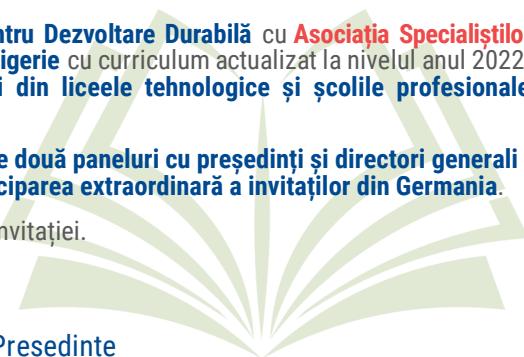 ntru Dezvoltare Durabilă cu Asociația Specialiștilo
igerie cu curriculum actualizat la nivelul anul 2022
i din liceele tehnologice și școlile profesionale
e două paneluri cu președinți și directori generali
ciparea extraordinară a invitaților din Germania.
nvitației.
Presedinte